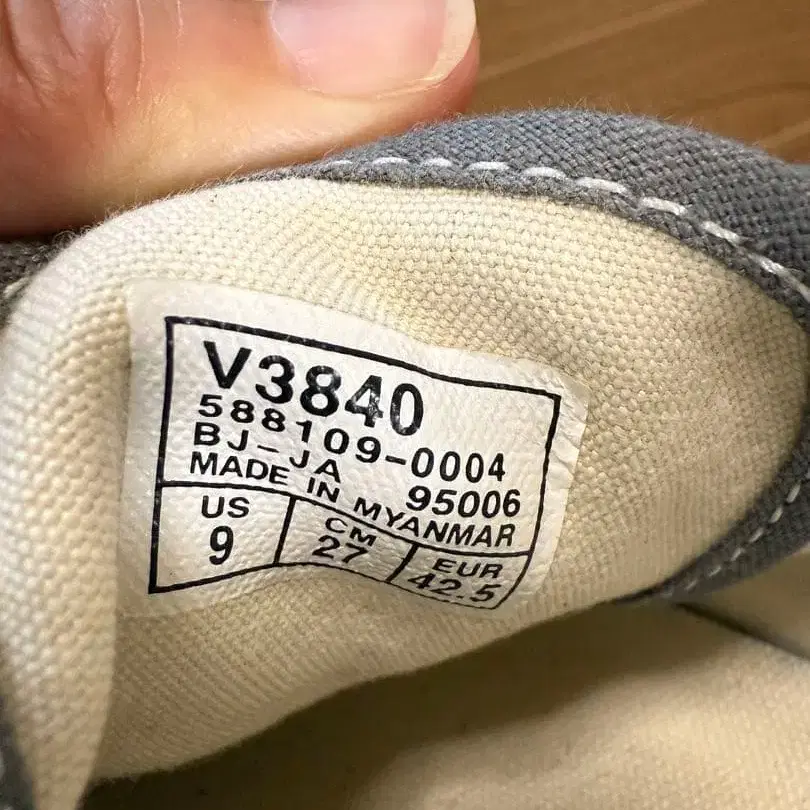 V3840
588109-0004
BJ-JA 95006
MADE IN MYANMAR
US CM EUR
9 27 42.5